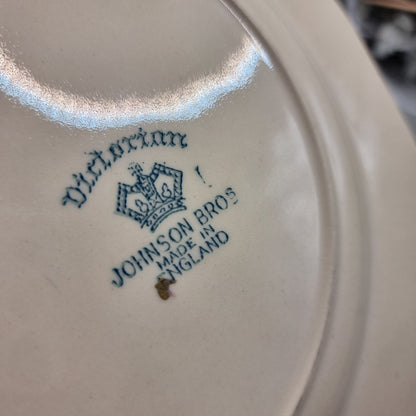 Victorian
JOHNSON BROS
MADE IN
ENGLAND